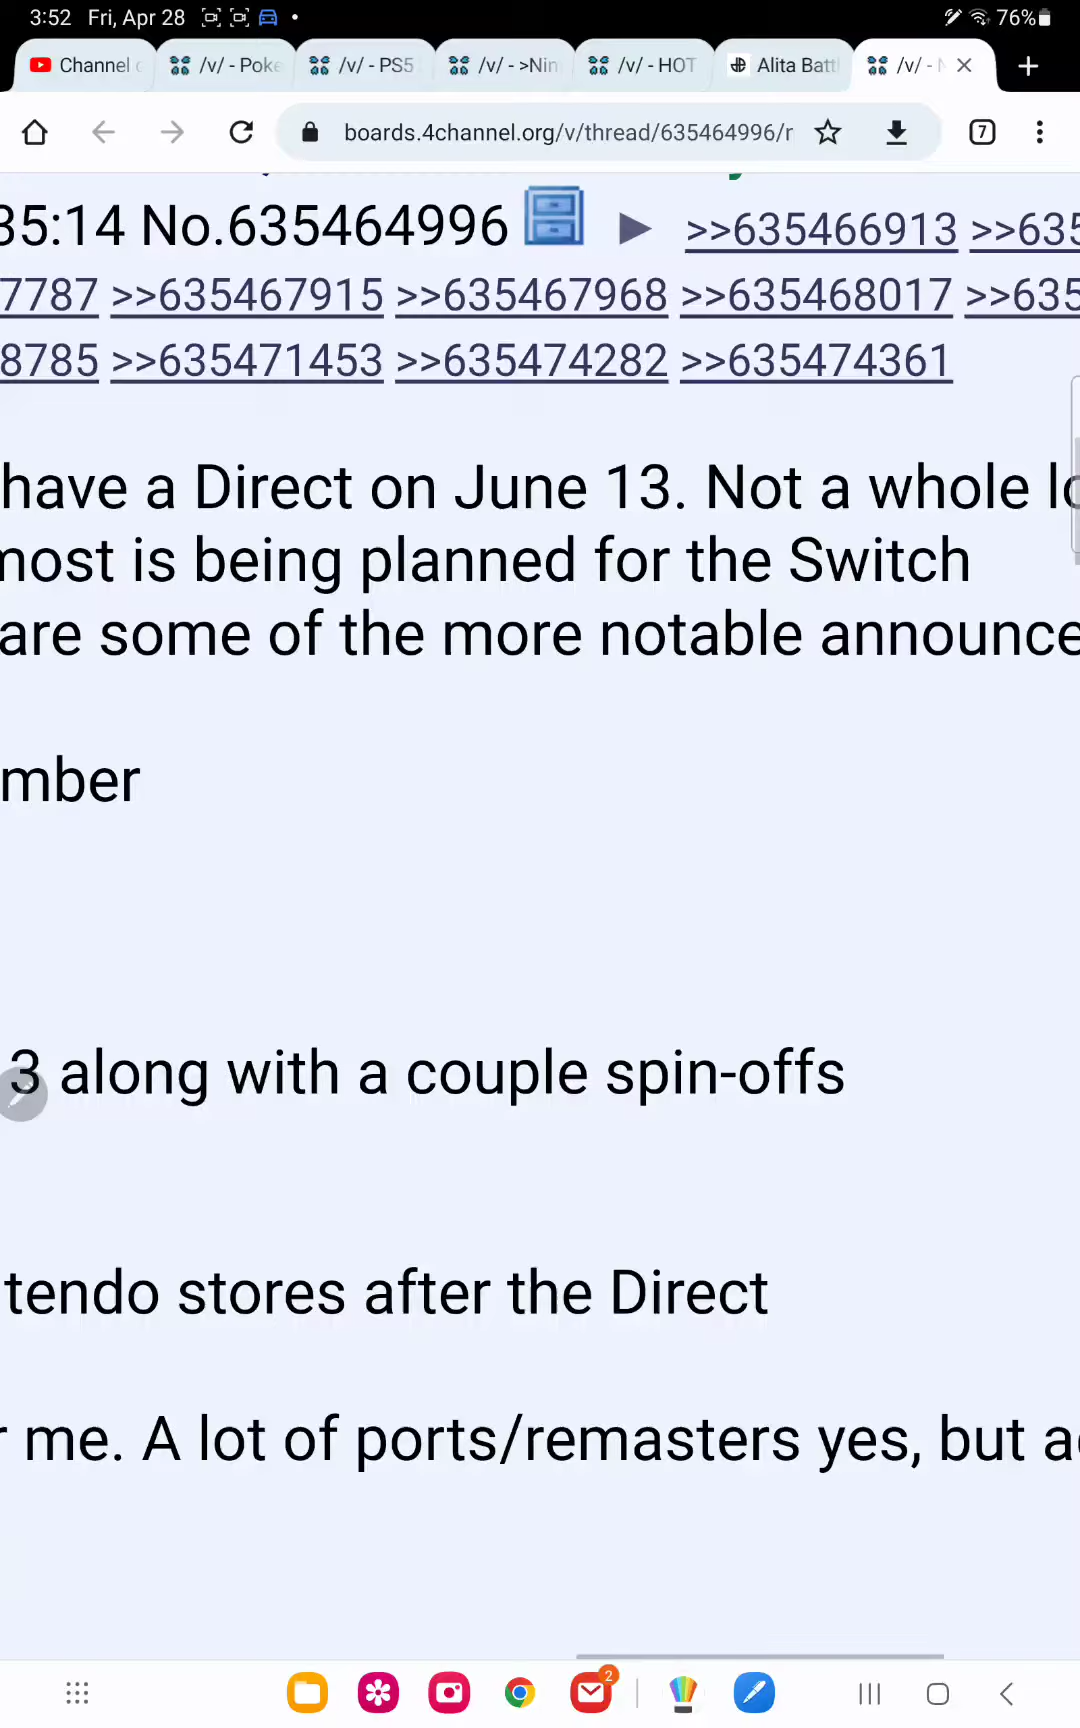 3:52 Fri, Apr 28 76%
Channel /v/ - Poke /v/ - PS5 /v/ - >Nin /v/ - HOT Alita Batt /v/ -
boards.4channel.org/v/thread/635464996/r 7
35:14 No.635464996 ▶ >>635466913 >>635
7787 >>635467915 >>635467968 >>635468017 >>635
8785 >>635471453 >>635474282 >>635474361
have a Direct on June 13. Not a whole lo
most is being planned for the Switch
are some of the more notable announce
mber
3 along with a couple spin-offs
tendo stores after the Direct
r me. A lot of ports/remasters yes, but a
2